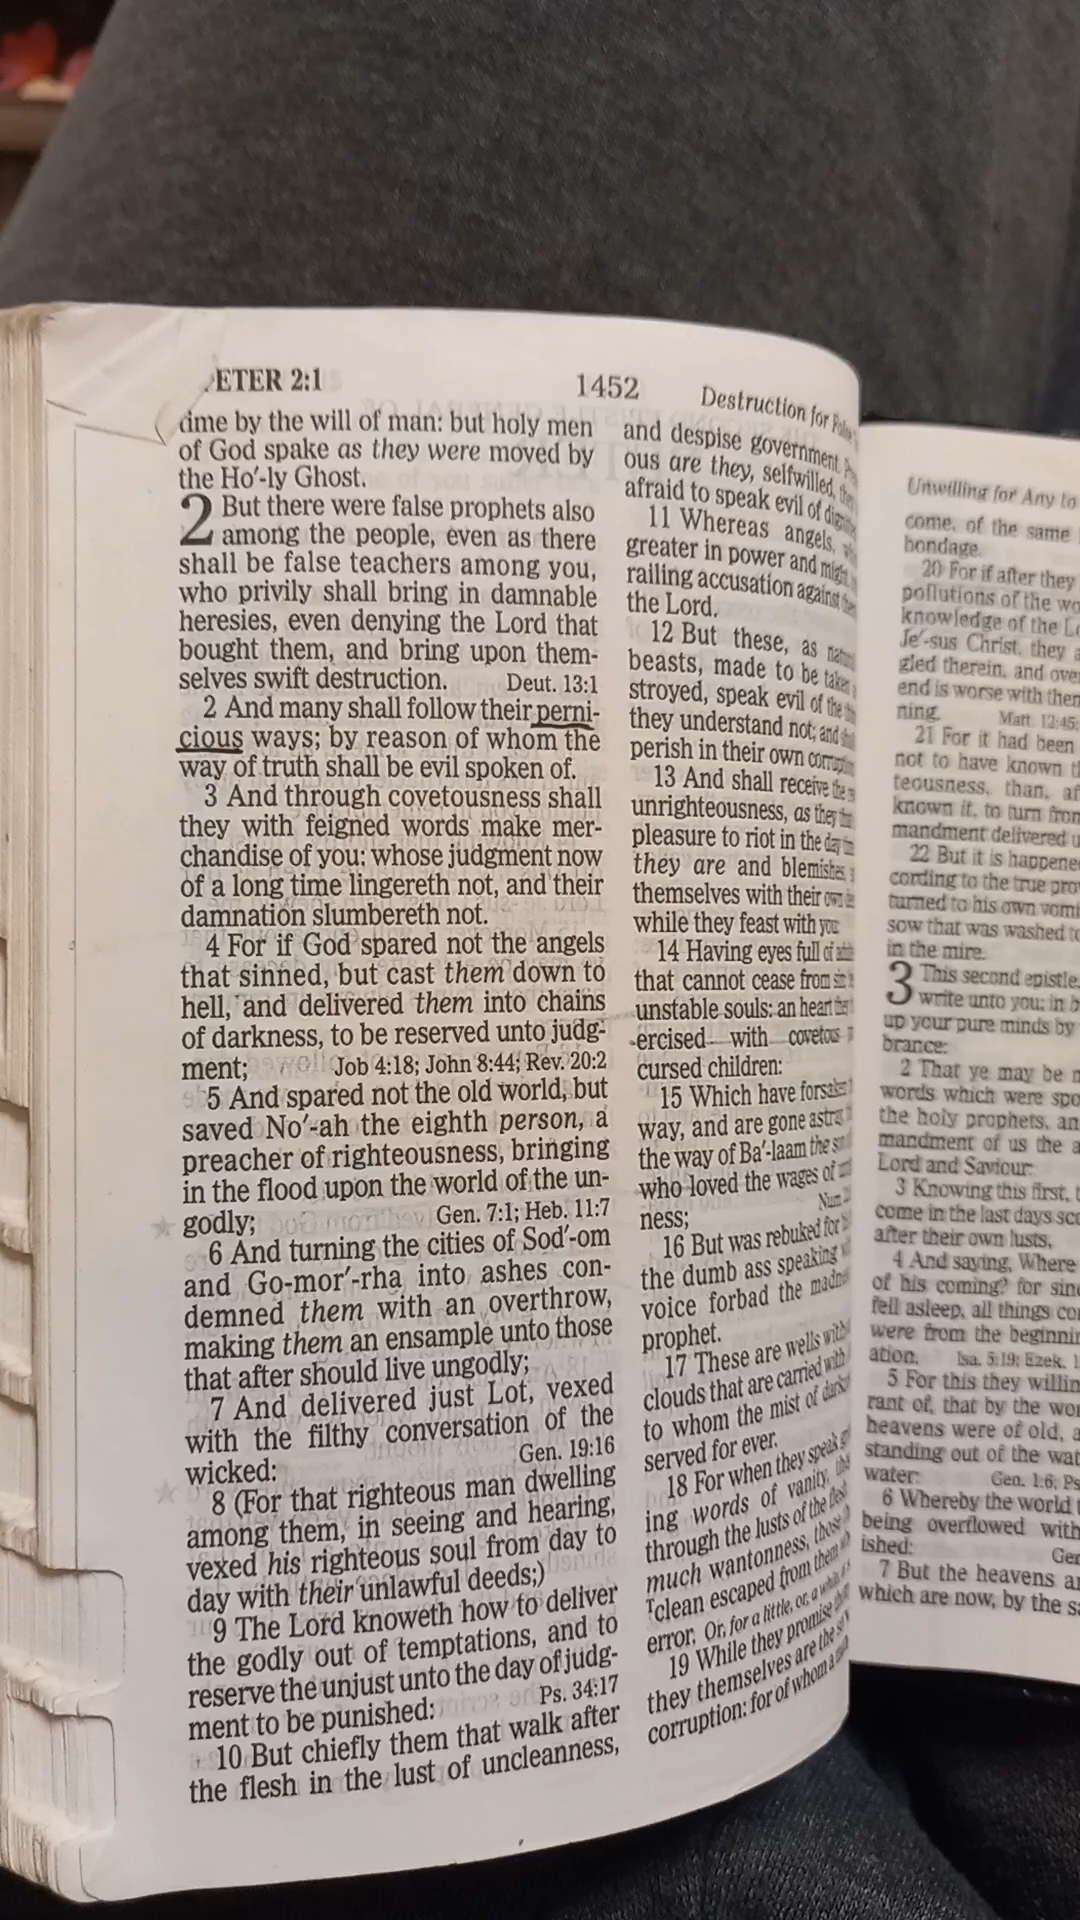 ETER 2:1
1452
Destruction for
time by the will of man: but holy men
of God spake as they were moved by
the Ho′-ly Ghost.
2 But there were false prophets also
among the people, even as there
shall be false teachers among you,
who privily shall bring in damnable
heresies, even denying the Lord that
bought them, and bring upon them-
selves swift destruction. Deut. 13:1
2 And many shall follow their perni-
cious ways; by reason of whom the
way of truth shall be evil spoken of.
3 And through covetousness shall
they with feigned words make mer-
chandise of you: whose judgment now
of a long time lingereth not, and their
damnation slumbereth not.
4 For if God spared not the angels
that sinned, but cast them down to
hell, and delivered them into chains
of darkness, to be reserved unto judg-
ment; Job 4:18; John 8:44; Rev. 20:2
5 And spared not the old world, but
saved No′-ah the eighth person, a
preacher of righteousness, bringing
in the flood upon the world of the un-
godly; Gen. 7:1; Heb. 11:7
6 And turning the cities of Sod′-om
and Go-mor′-rha into ashes con-
demned them with an overthrow,
making them an ensample unto those
that after should live ungodly;
7 And delivered just Lot, vexed
with the filthy conversation of the
wicked: Gen. 19:16
8 (For that righteous man dwelling
among them, in seeing and hearing,
vexed his righteous soul from day to
day with their unlawful deeds;)
9 The Lord knoweth how to deliver
the godly out of temptations, and to
reserve the unjust unto the day of judg-
ment to be punished: Ps. 34:17
10 But chiefly them that walk after
the flesh in the lust of uncleanness,
and despise government.
ous are they, selfwilled,
afraid to speak evil of
11 Whereas angels,
greater in power and
railing accusation against
the Lord.
12 But these, as
beasts, made to be
stroyed, speak evil of the
they understand not; and
perish in their own
13 And shall receive the
unrighteousness, as they
pleasure to riot in the day
they are and blemishes,
themselves with their own
while they feast with you
14 Having eyes full of
that cannot cease from
unstable souls: an heart
ercised with covetous
cursed children:
15 Which have forsaken
way, and are gone
the way of Ba′-laam the
who loved the wages of
ness; Num
16 But was rebuked for
the dumb ass speaking
voice forbad the
prophet.
17 These are wells
clouds that are carried with
to whom the mist of
served for ever.
18 For when they speak
ing words of vanity,
through the lusts of the
much wantonness, those
clean escaped from them
error. Or, for a little, or, a
19 While they promise
they themselves are the
corruption: for of whom a
Unwilling for Any to
come, of the same
bondage.
20 For if after they
pollutions of the
knowledge of the
Je′-sus Christ, they
gled therein, and
end is worse with
ning. Matt. 12:45;
21 For it had been
not to have known
teousness, than,
known it, to turn from
mandment delivered
22 But it is happened
cording to the true
turned to his own
sow that was washed
in the mire.
3 This second epistle,
write unto you; in
up your pure minds by
brance:
2 That ye may be
words which were
the holy prophets,
mandment of us the
Lord and Saviour:
3 Knowing this first,
come in the last days
after their own lusts,
4 And saying, Where
of his coming? for
fell asleep, all things
were from the
ation. Isa. 5:19; Ezek.
5 For this they
rant of, that by the
heavens were of old,
standing out of the
water: Gen. 1:6;
6 Whereby the world
being overflowed with
ished:
7 But the heavens
which are now, by the